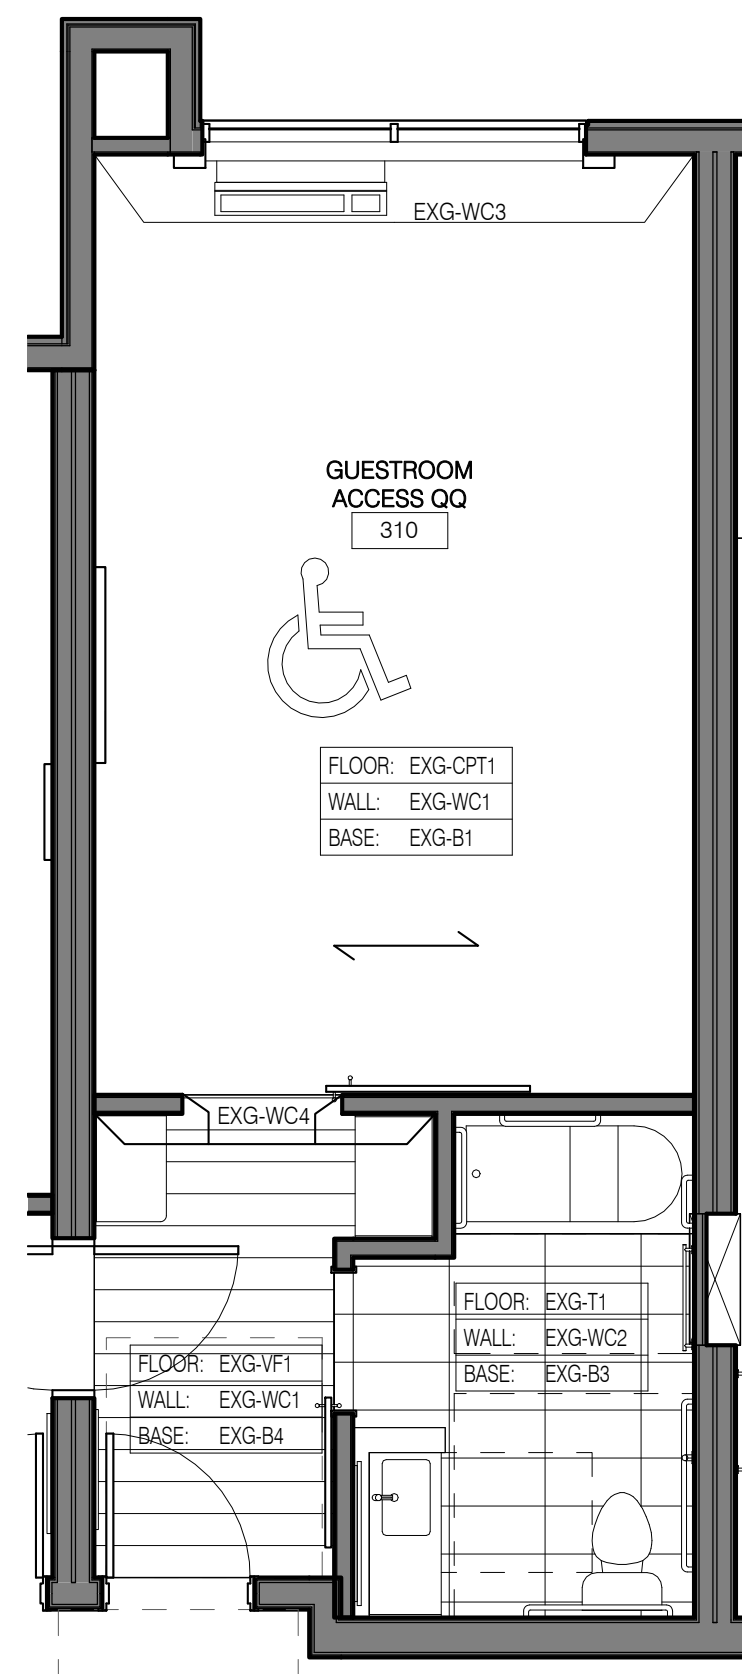 EXG-WC3
GUESTROOM
ACCESS QQ
310
FLOOR: EXG-CPT1
WALL: EXG-WC1
BASE: EXG-B1
EXG-WC4
FLOOR: EXG-T1
WALL: EXG-WC2
BASE: EXG-B3
FLOOR: EXG-VF1
WALL: EXG-WC1
BASE: EXG-B4